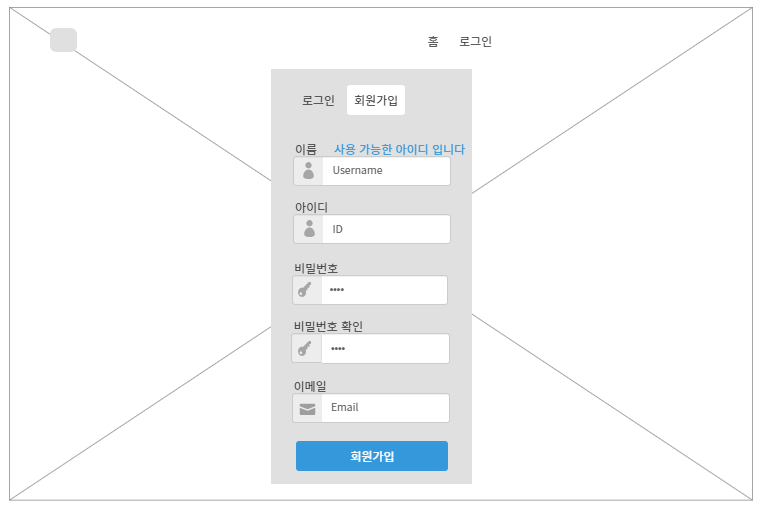 홈 로그인
로그인 회원가입
이름 사용 가능한 아이디 입니다
Username
아이디
ID
비밀번호
••••
비밀번호 확인
••••
이메일
Email
회원가입